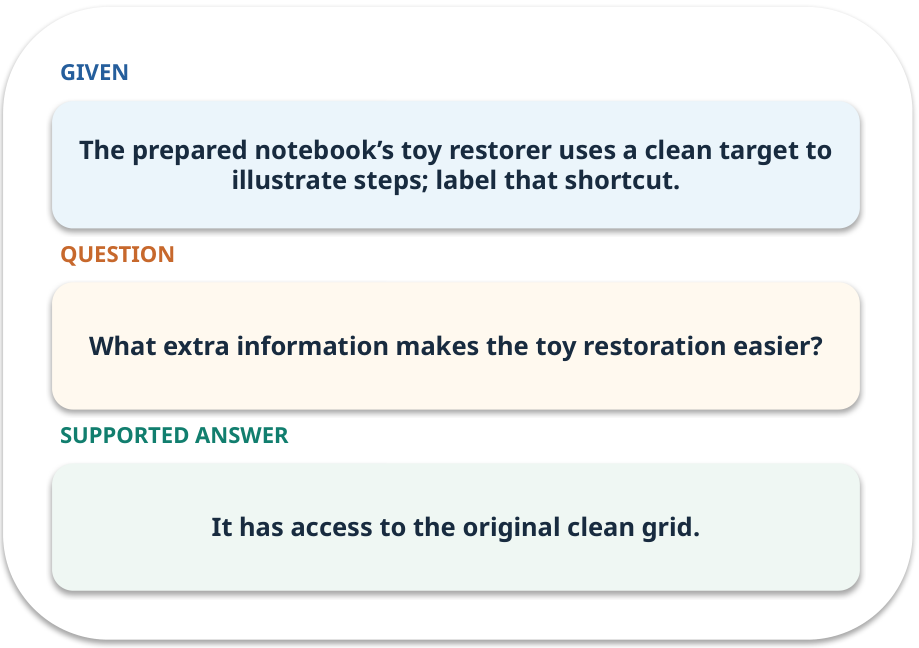 GIVEN
The prepared notebook’s toy restorer uses a clean target to
illustrate steps; label that shortcut.
QUESTION
What extra information makes the toy restoration easier?
SUPPORTED ANSWER
It has access to the original clean grid.